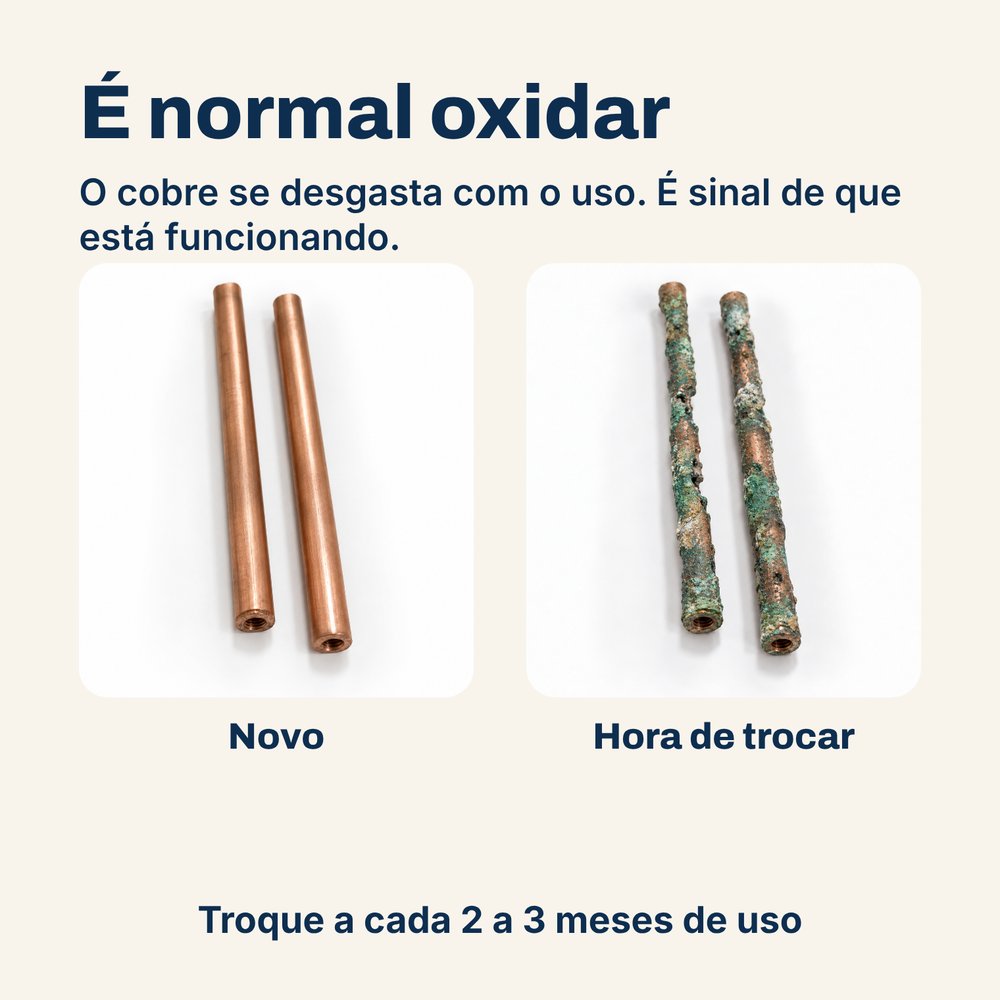 É normal oxidar
O cobre se desgasta com o uso. É sinal de que
está funcionando.
Novo
Hora de trocar
Troque a cada 2 a 3 meses de uso